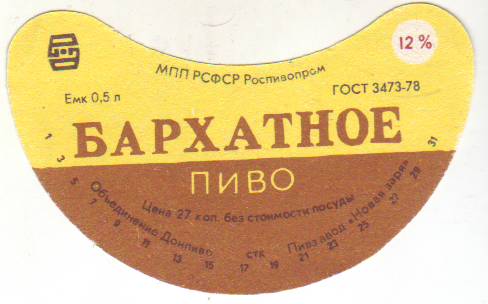 12 %
МПП РСФСР Роспивопром
Емк 0,5 л
ГОСТ 3473-78
БАРХАТНОЕ
ПИВО
Цена 27 коп. без стоимости посуды
Объединение Донпиво
стк
Пивзавод «Новая заря»
1 3 5 7 9 11 13 15 17 19 21 23 25 27 29 31